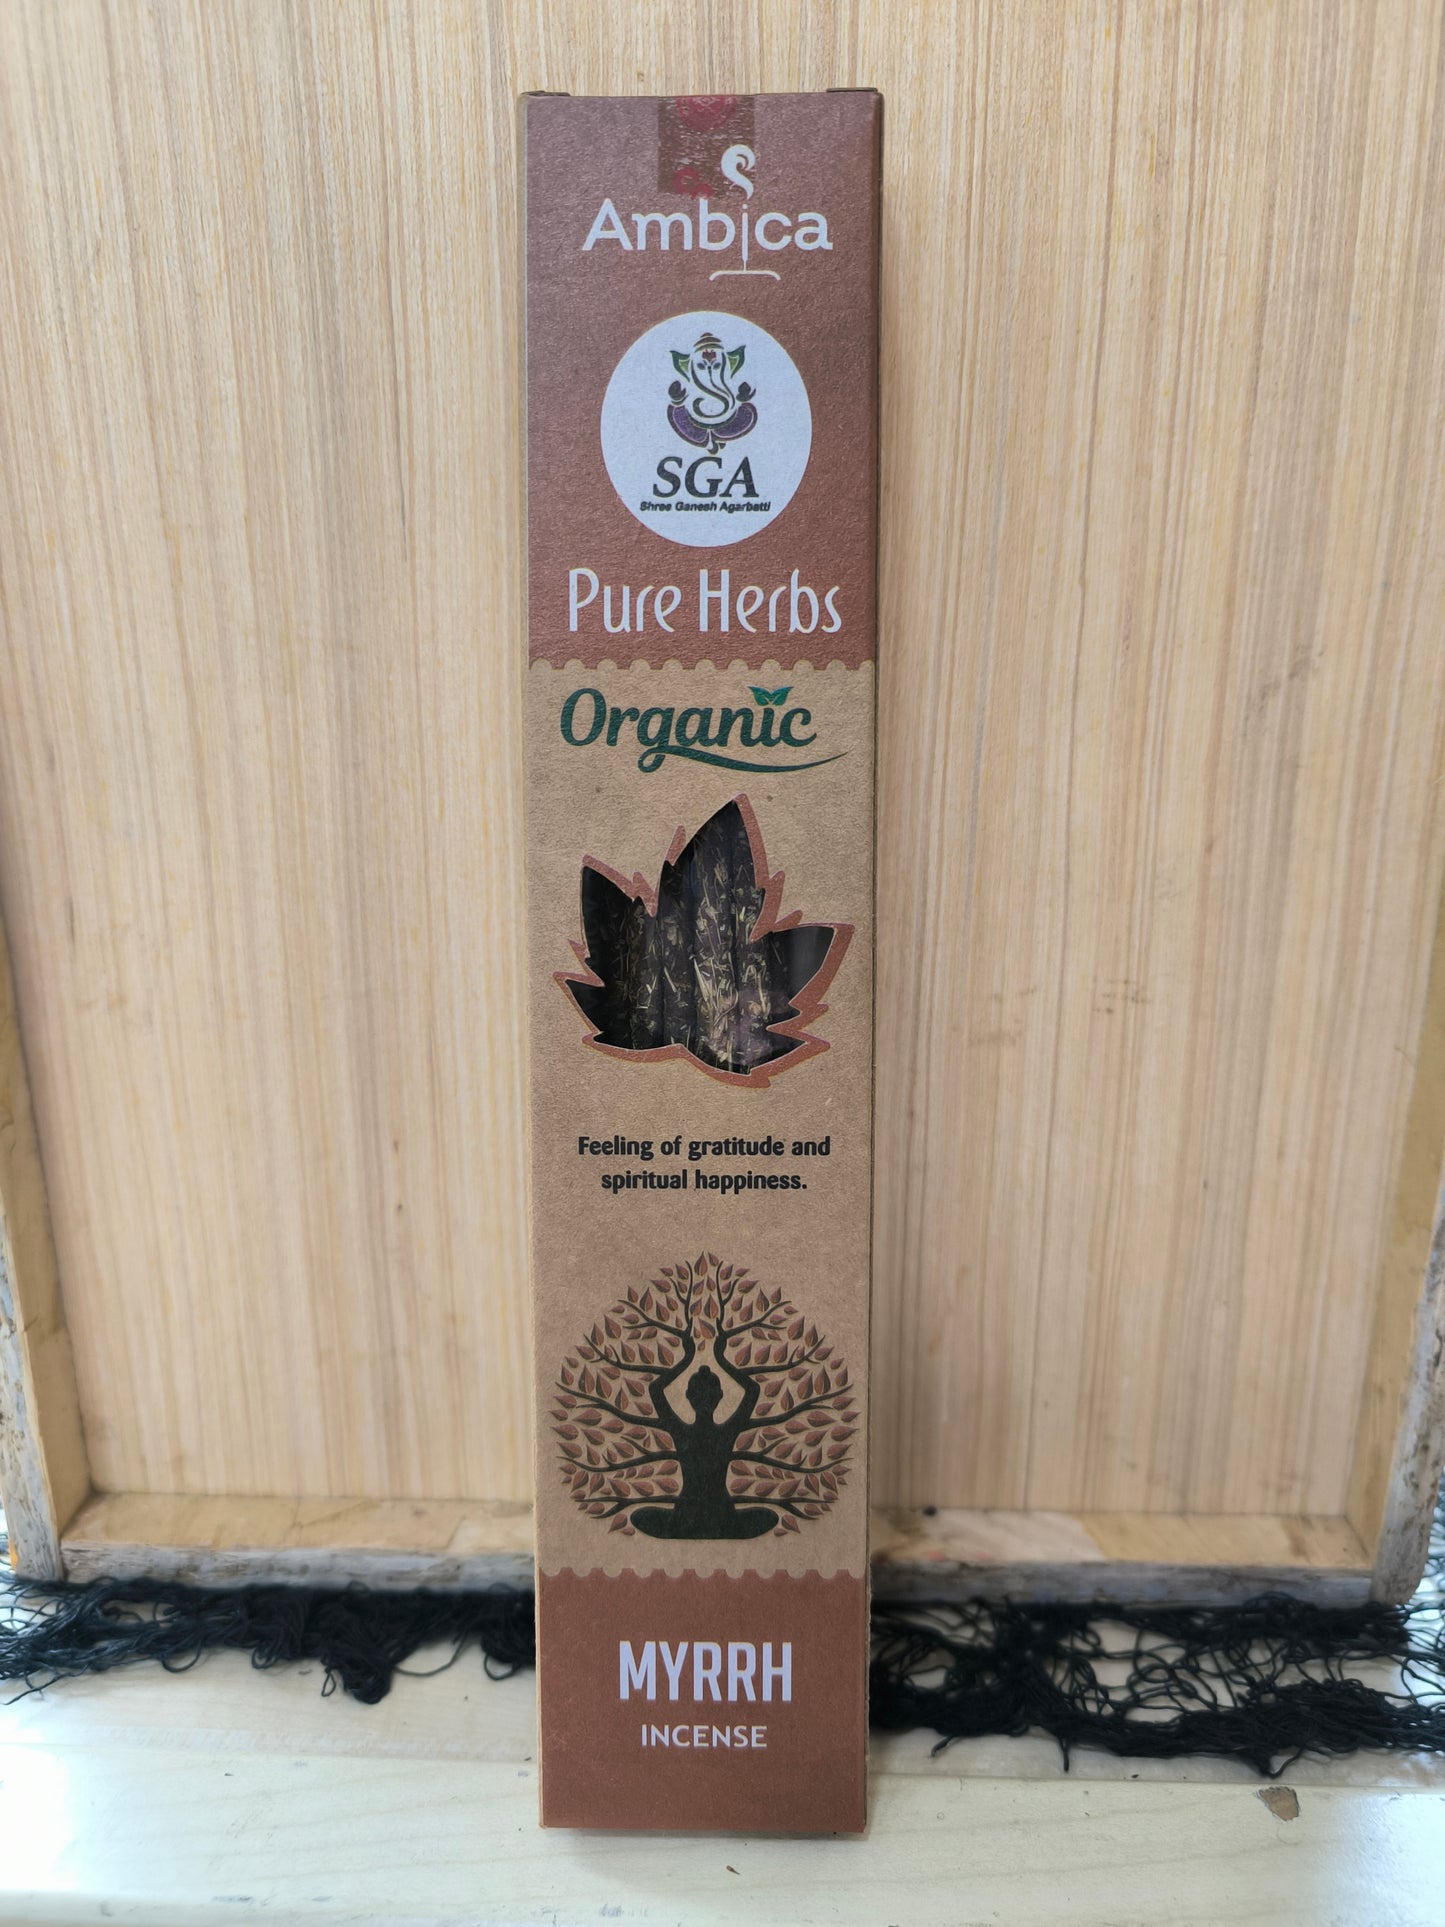 Ambica
SGA
Shree Ganesh Agarbatti
Pure Herbs
Organic
Feeling of gratitude and
spiritual happiness.
MYRRH
INCENSE